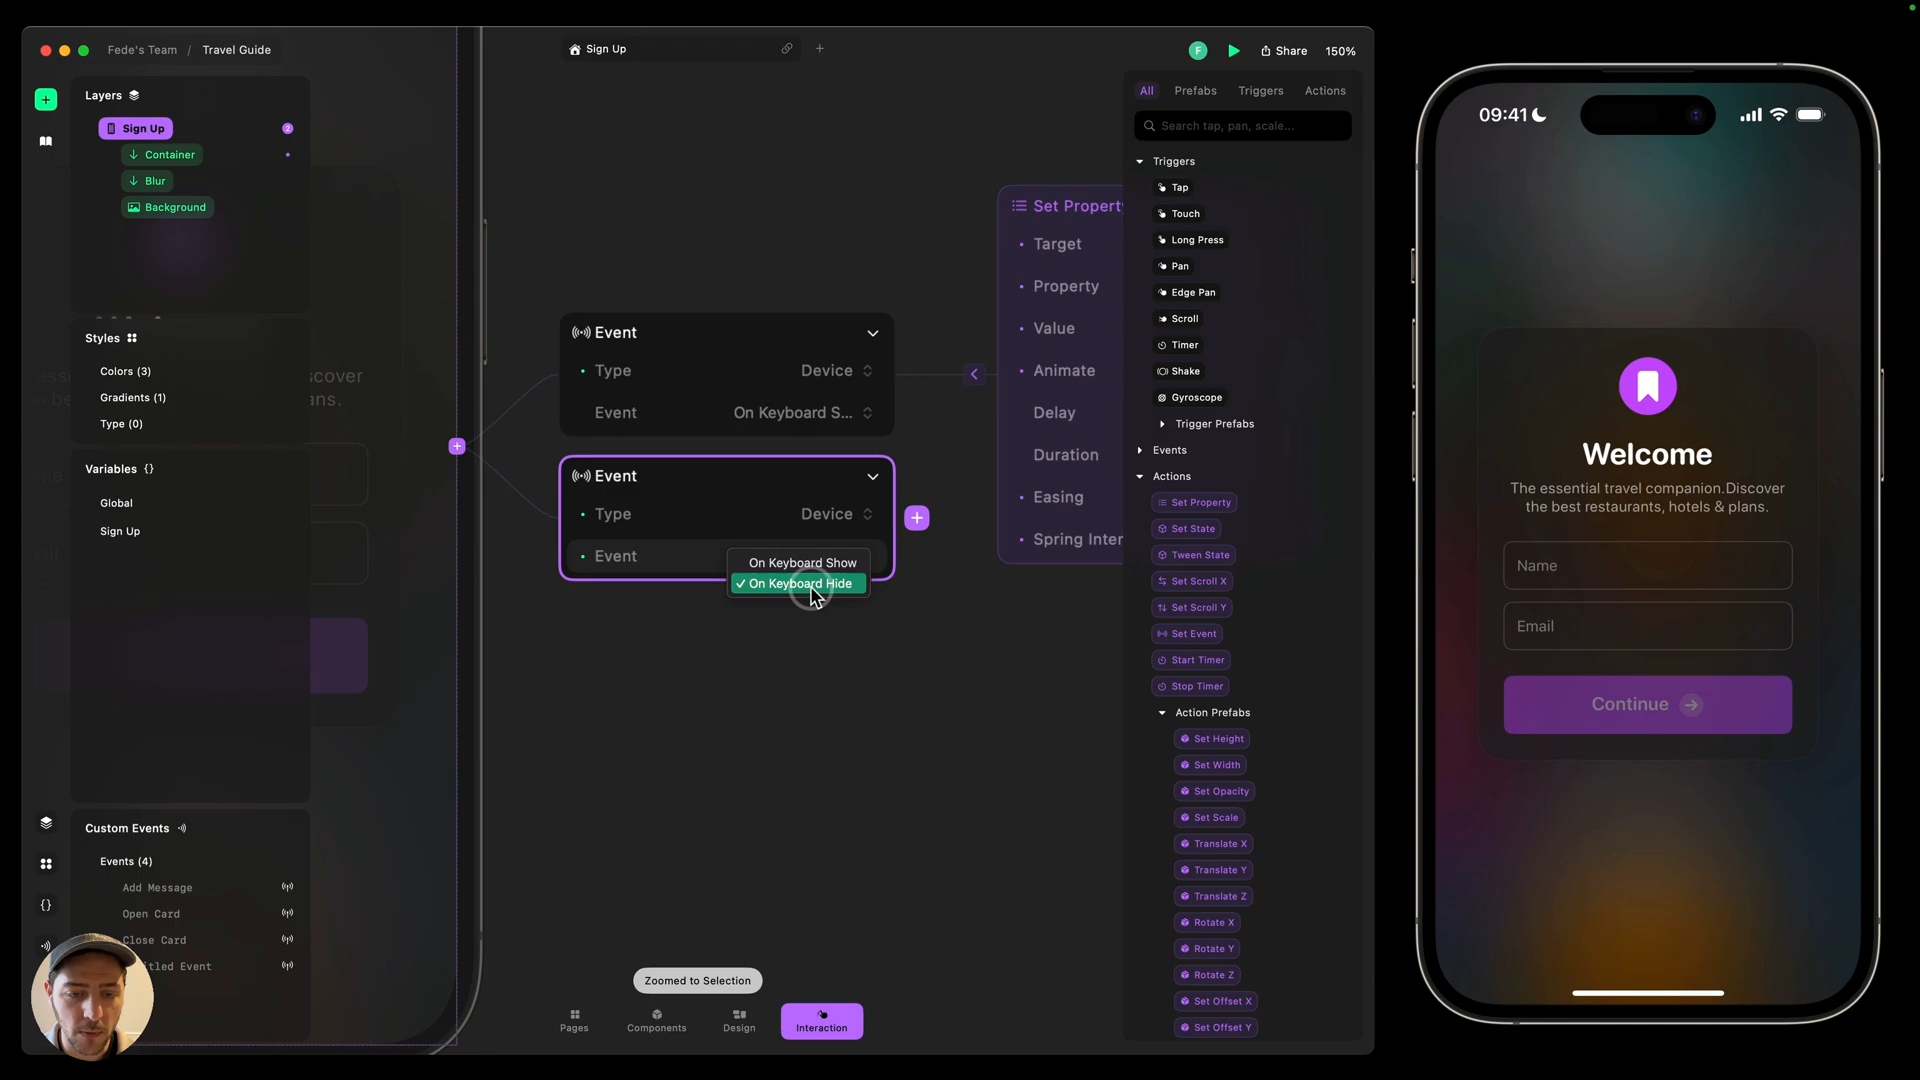 Fede's Team / Travel Guide
Sign Up
F
Share
150%
Layers
Sign Up
2
Container
Blur
Background
Styles
Colors (3)
Gradients (1)
Type (0)
Variables {}
Global
Sign Up
Custom Events
Events (4)
Add Message
Open Card
Close Card
itled Event
cover
ans.
Event
Type
Device
Event
On Keyboard S...
Event
Type
Device
Event
On Keyboard Show
On Keyboard Hide
Set Property
Target
Property
Value
Animate
Delay
Duration
Easing
Spring Inter
All
Prefabs
Triggers
Actions
Search tap, pan, scale...
Triggers
Tap
Touch
Long Press
Pan
Edge Pan
Scroll
Timer
Shake
Gyroscope
Trigger Prefabs
Events
Actions
Set Property
Set State
Tween State
Set Scroll X
Set Scroll Y
Set Event
Start Timer
Stop Timer
Action Prefabs
Set Height
Set Width
Set Opacity
Set Scale
Translate X
Translate Y
Translate Z
Rotate X
Rotate Y
Rotate Z
Set Offset X
Set Offset Y
Zoomed to Selection
Pages
Components
Design
Interaction
09:41
Welcome
The essential travel companion.Discover
the best restaurants, hotels & plans.
Name
Email
Continue